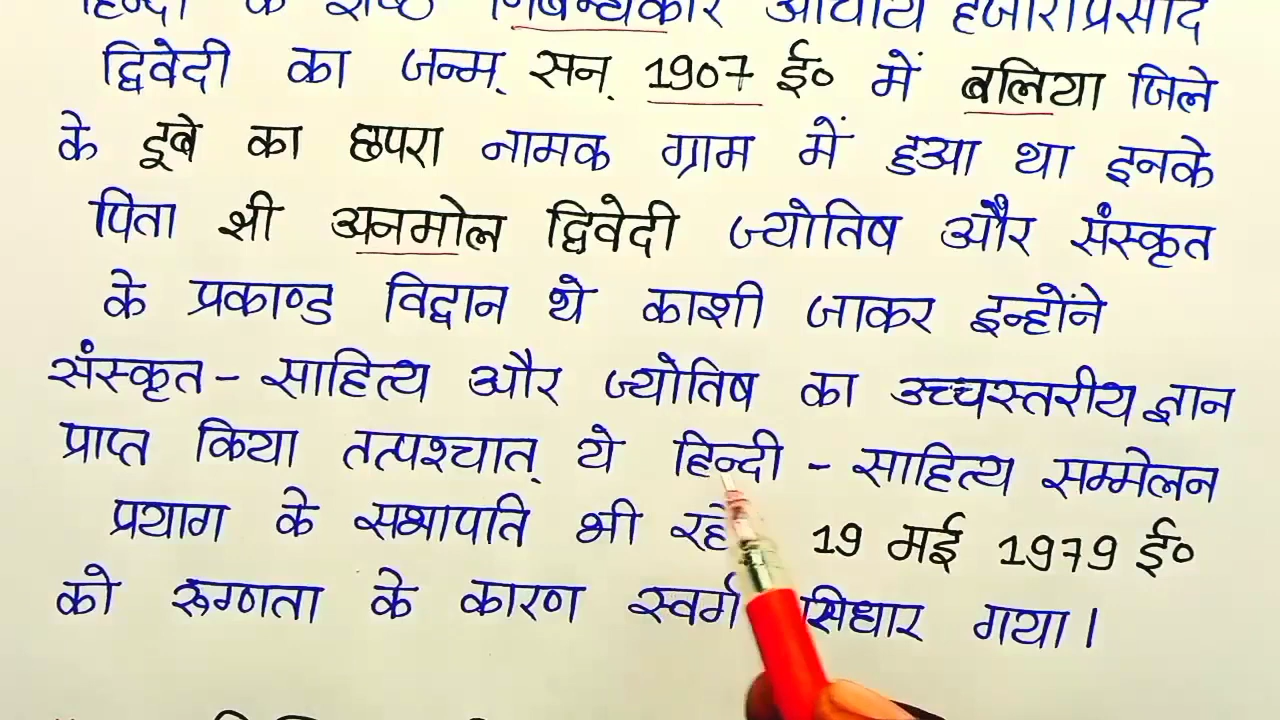 हिन्दी के श्रेष्ठ निबन्धकार आचार्य हजारीप्रसाद
द्विवेदी का जन्म् सन् 1907 ई० में बलिया जिले
के दूबे का छपरा नामक ग्राम में हुआ था इनके
पिता श्री अनमोल द्विवेदी ज्योतिष और संस्कृत
के प्रकाण्ड विद्वान थे काशी जाकर इन्होंने
संस्कृत - साहित्य और ज्योतिष का उच्चस्तरीय ज्ञान
प्राप्त किया तत्पश्चात् ये हिन्दी - साहित्य सम्मेलन
प्रयाग के सभापति भी रहे 19 मई 1979 ई०
को रुग्णता के कारण स्वर्ग सिधार गया।